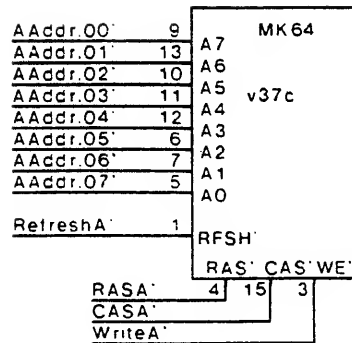 AAddr.00' 9 A7 MK64
AAddr.01' 13 A6
AAddr.02' 10 A5 v37c
AAddr.03' 11 A4
AAddr.04' 12 A3
AAddr.05' 6 A2
AAddr.06' 7 A1
AAddr.07' 5 A0
RefreshA' 1 RFSH'
RAS' CAS' WE'
RASA' 4 15 3
CASA'
WriteA'